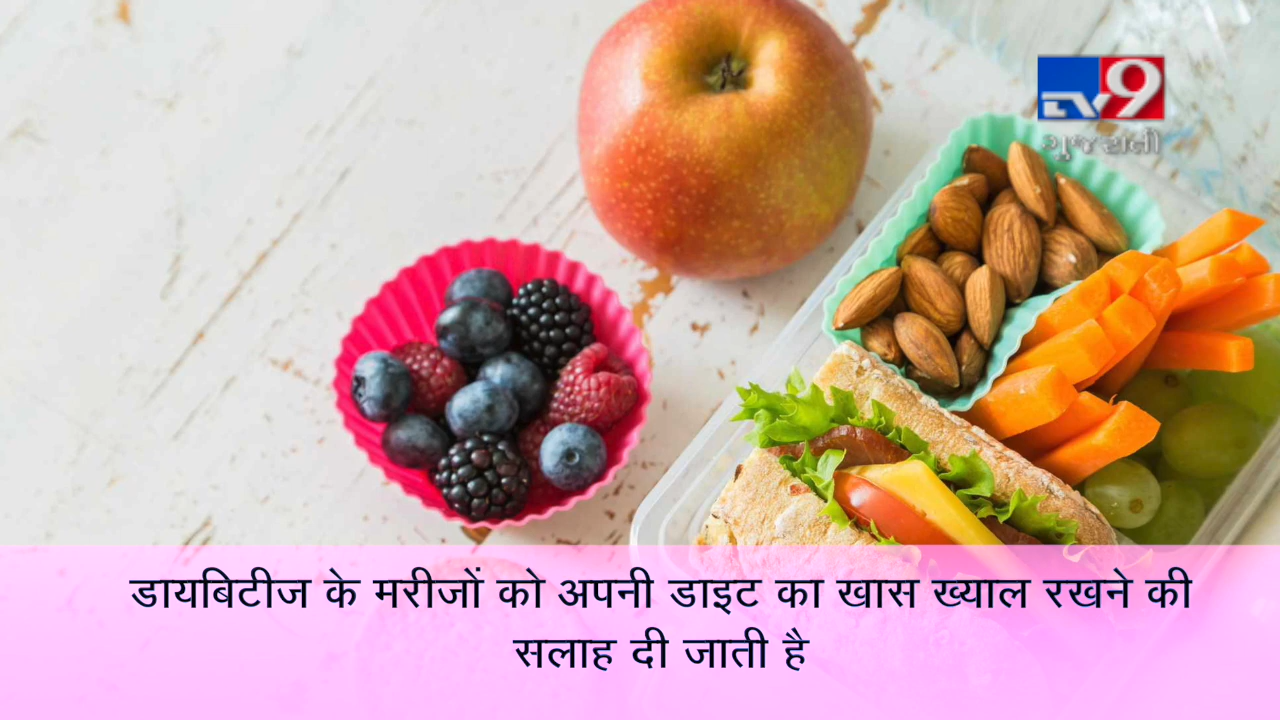 TV9
ગુજરાતી
डायबिटीज के मरीजों को अपनी डाइट का खास ख्याल रखने की
सलाह दी जाती है